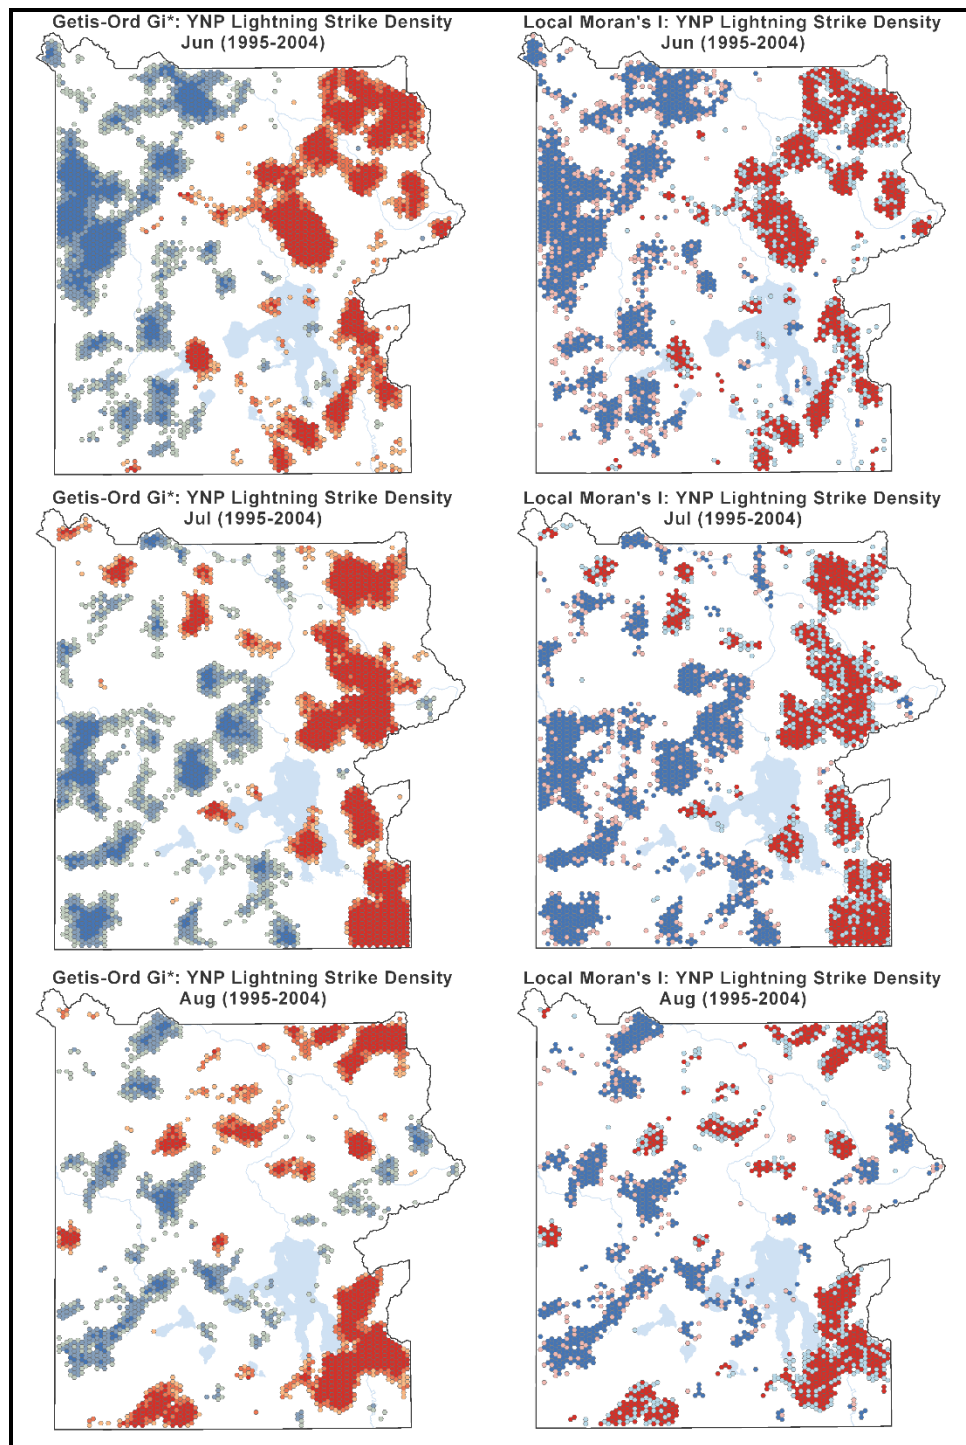 Getis-Ord Gi*: YNP Lightning Strike Density
Jun (1995-2004)
Local Moran's I: YNP Lightning Strike Density
Jun (1995-2004)
Getis-Ord Gi*: YNP Lightning Strike Density
Jul (1995-2004)
Local Moran's I: YNP Lightning Strike Density
Jul (1995-2004)
Getis-Ord Gi*: YNP Lightning Strike Density
Aug (1995-2004)
Local Moran's I: YNP Lightning Strike Density
Aug (1995-2004)